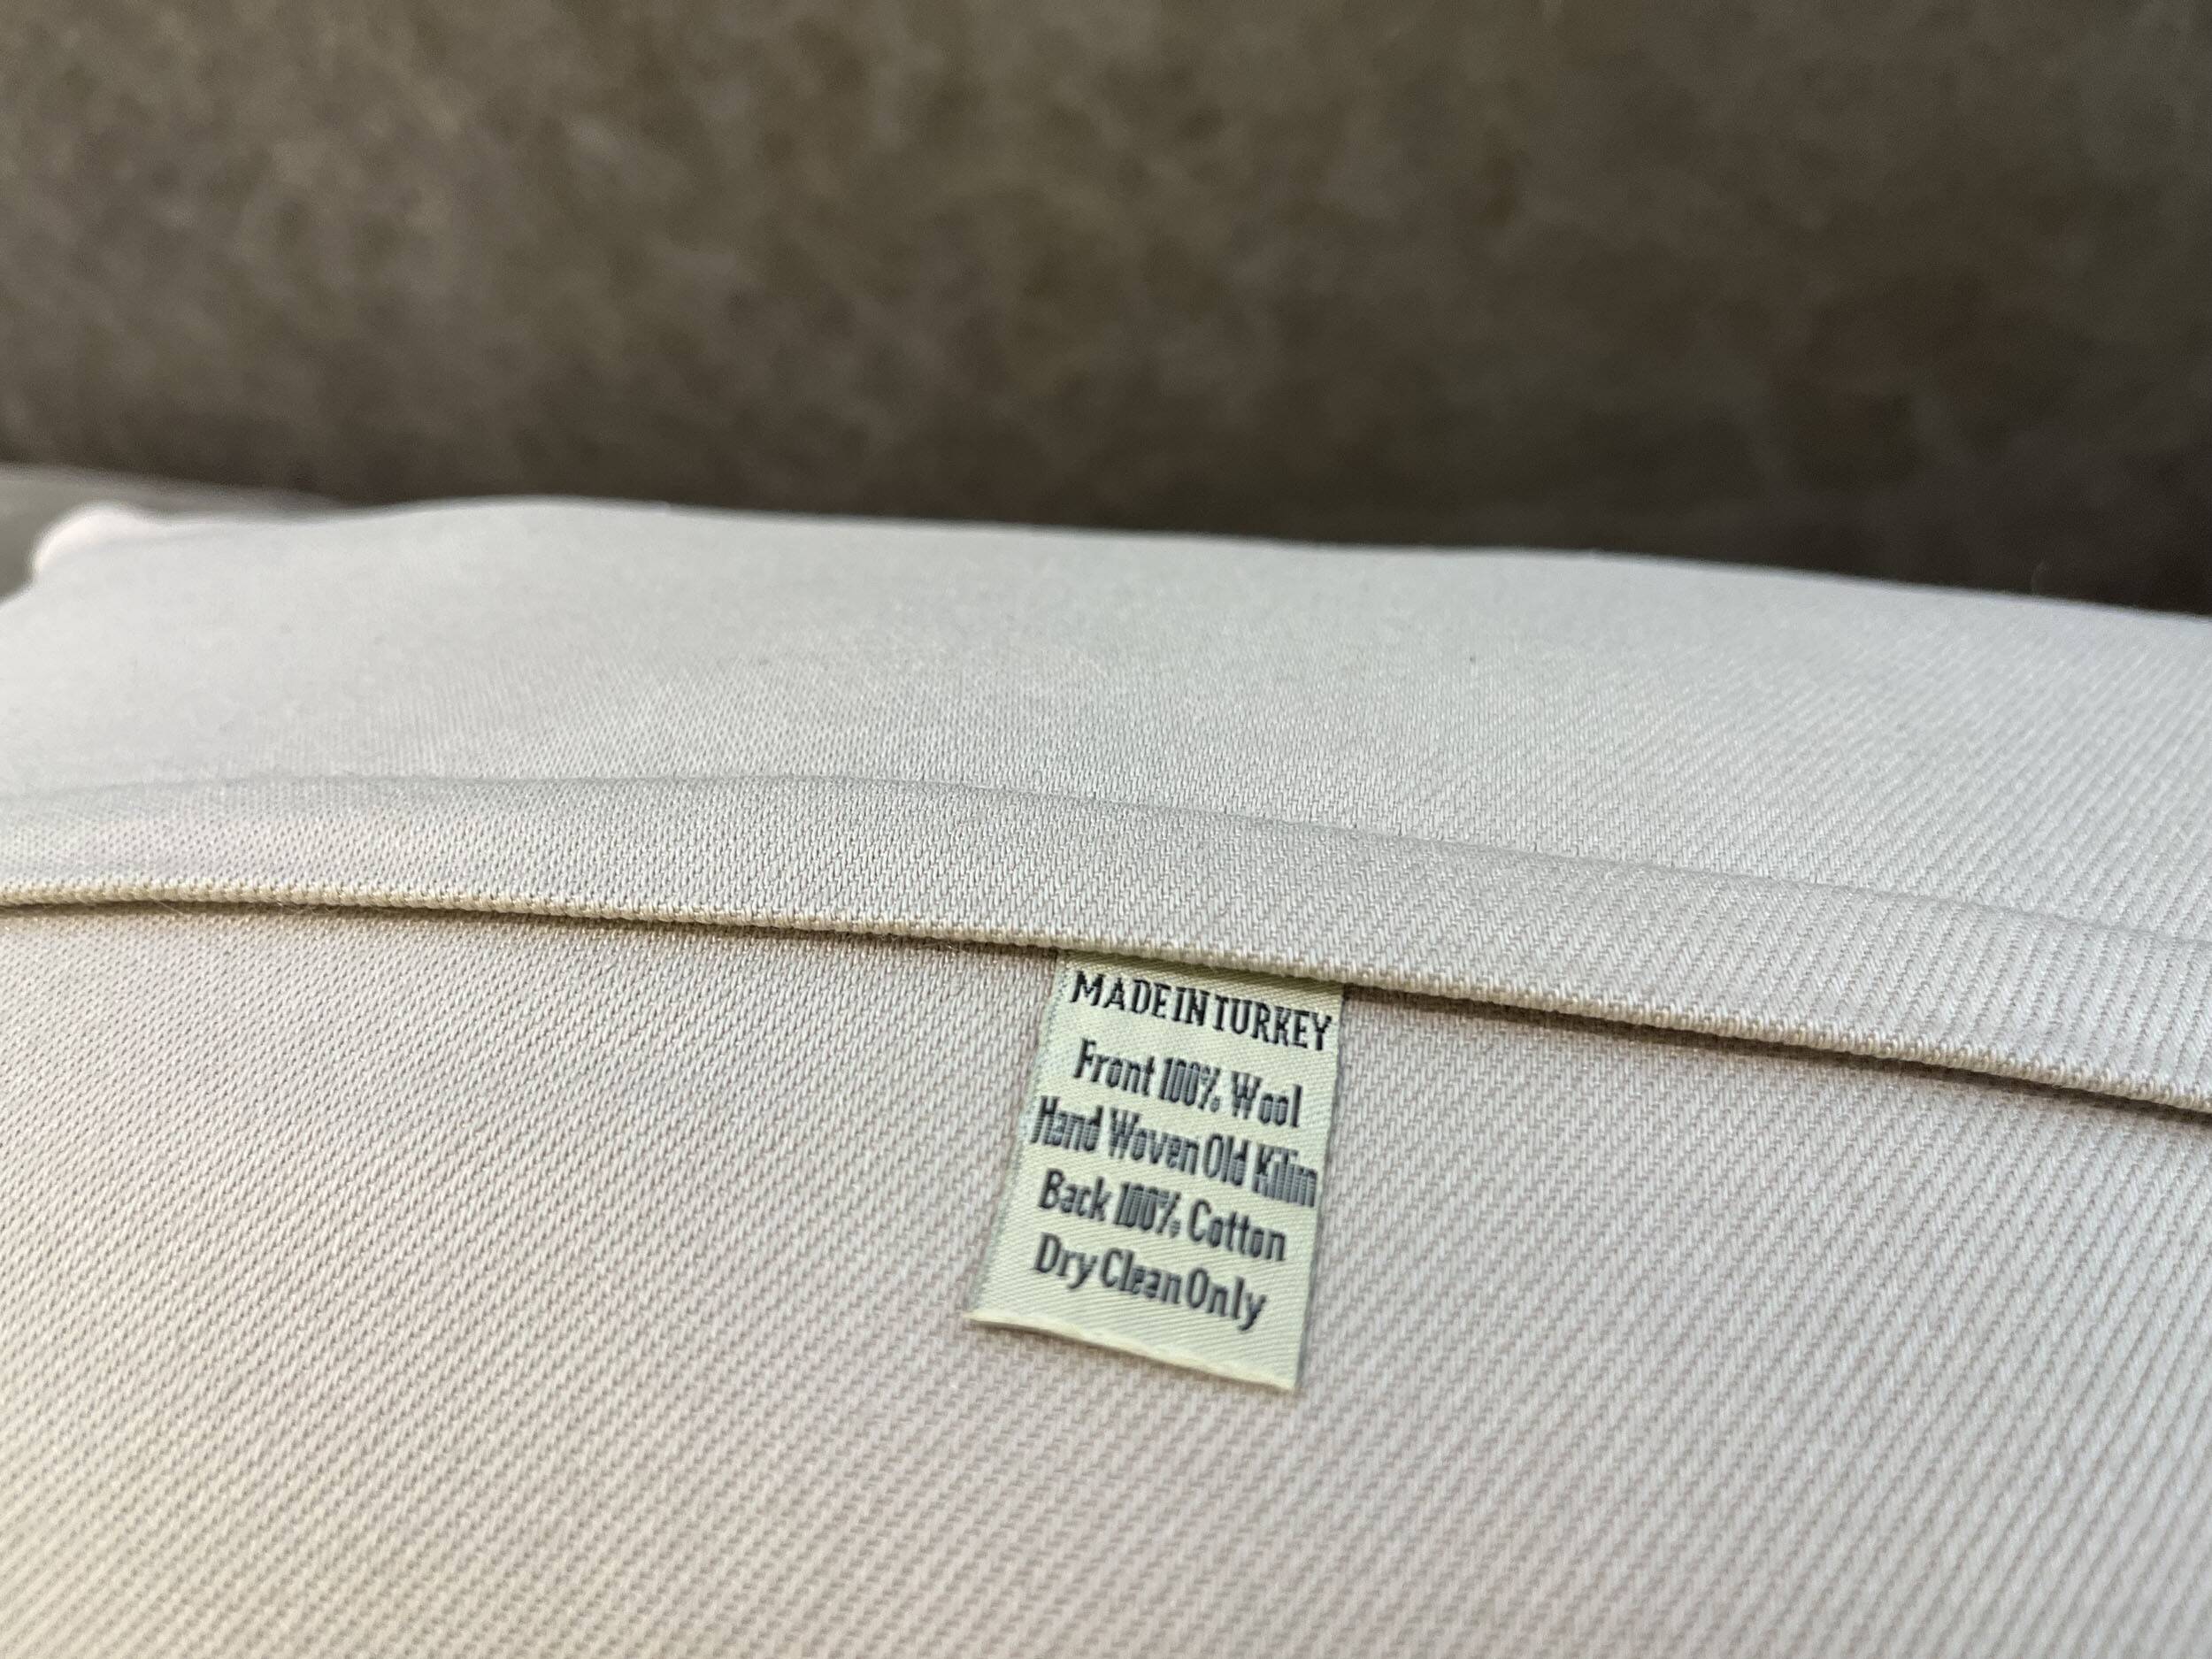 MADE IN TURKEY
Front 100% Wool
Hand Woven Old Kilim
Back 100% Cotton
Dry Clean Only